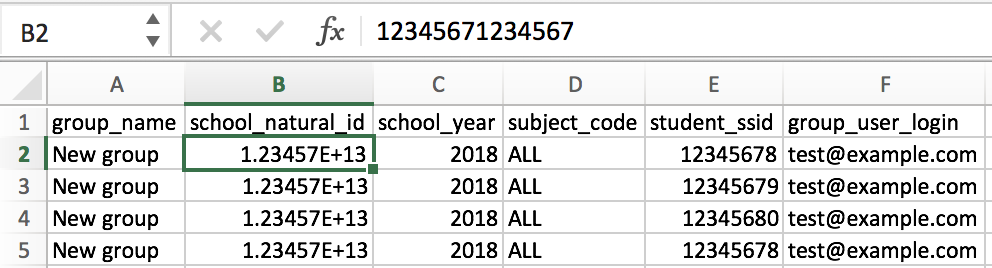 B2 fx 12345671234567
A B C D E F
1 group_name school_natural_id school_year subject_code student_ssid group_user_login
2 New group 1.23457E+13 2018 ALL 12345678 test@example.com
3 New group 1.23457E+13 2018 ALL 12345679 test@example.com
4 New group 1.23457E+13 2018 ALL 12345680 test@example.com
5 New group 1.23457E+13 2018 ALL 12345678 test@example.com